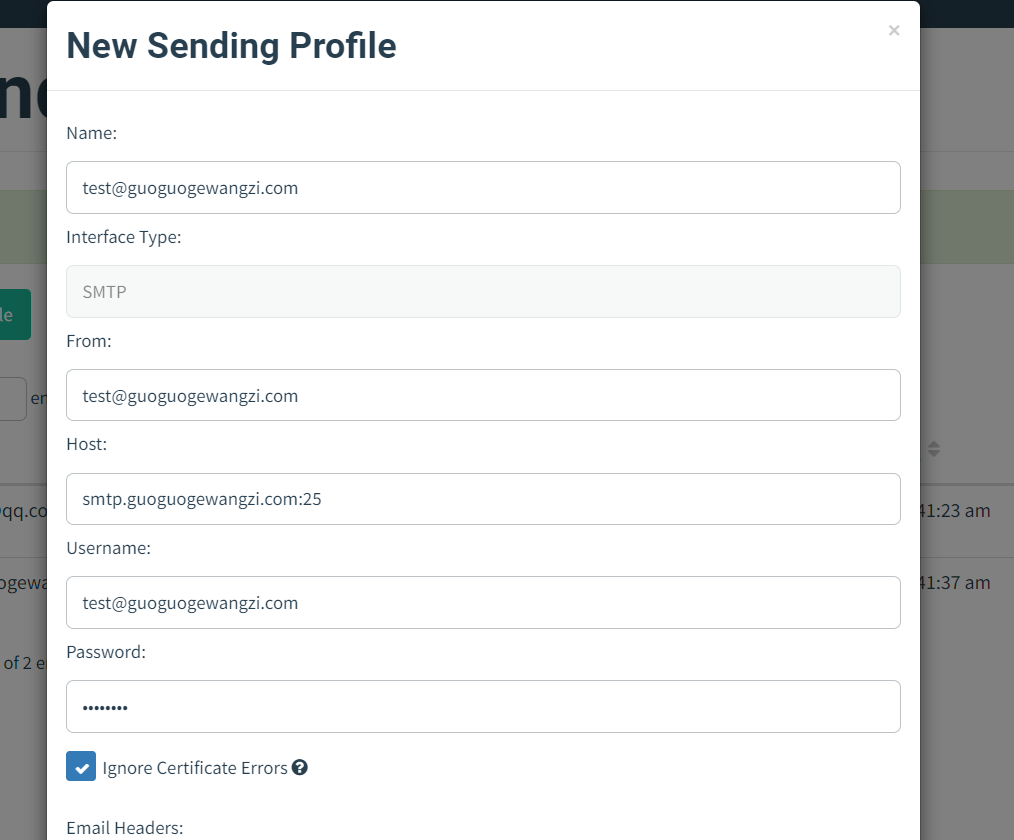 New Sending Profile
×
Name:
test@guoguogewangzi.com
Interface Type:
SMTP
From:
le
test@guoguogewangzi.com
Host:
smtp.guoguogewangzi.com:25
qq.co
41:23 am
Username:
ogewa
41:37 am
test@guoguogewangzi.com
Password:
of 2 e
••••••••
Ignore Certificate Errors
Email Headers: